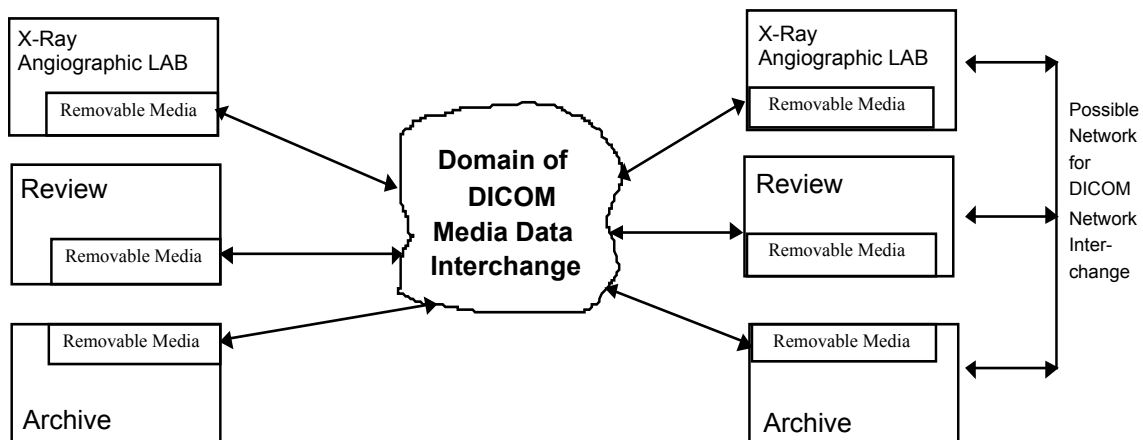 X-Ray
Angiographic LAB
Removable Media
Review
Removable Media
Removable Media
Archive
Domain of
DICOM
Media Data
Interchange
X-Ray
Angiographic LAB
Removable Media
Review
Removable Media
Removable Media
Archive
Possible
Network
for
DICOM
Network
Inter-
change